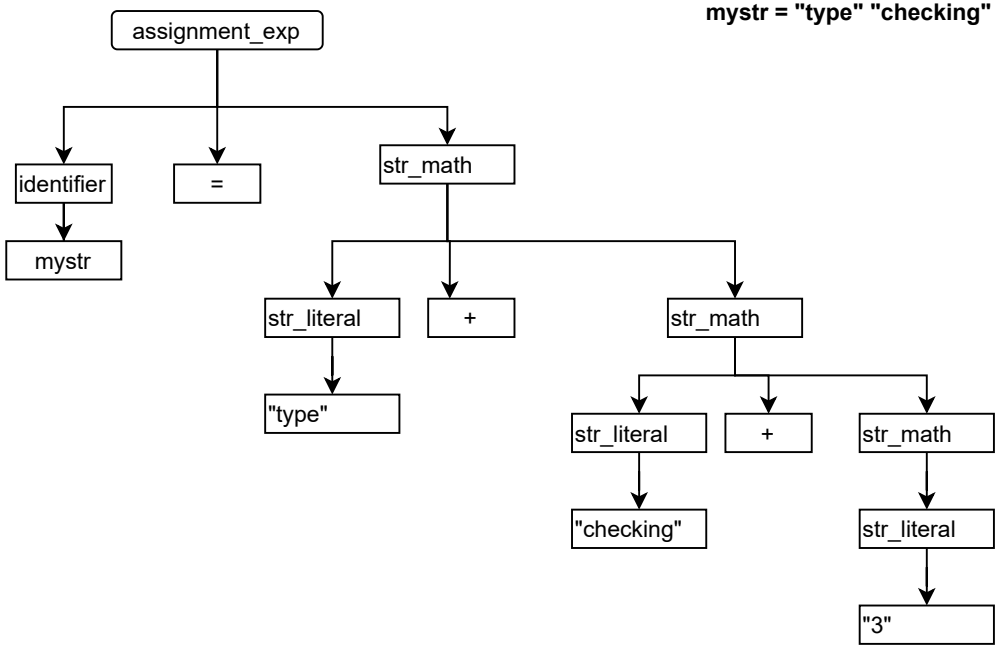 mystr = "type" "checking"
assignment_exp
identifier
=
str_math
mystr
str_literal
+
str_math
"type"
str_literal
+
str_math
"checking"
str_literal
"3"